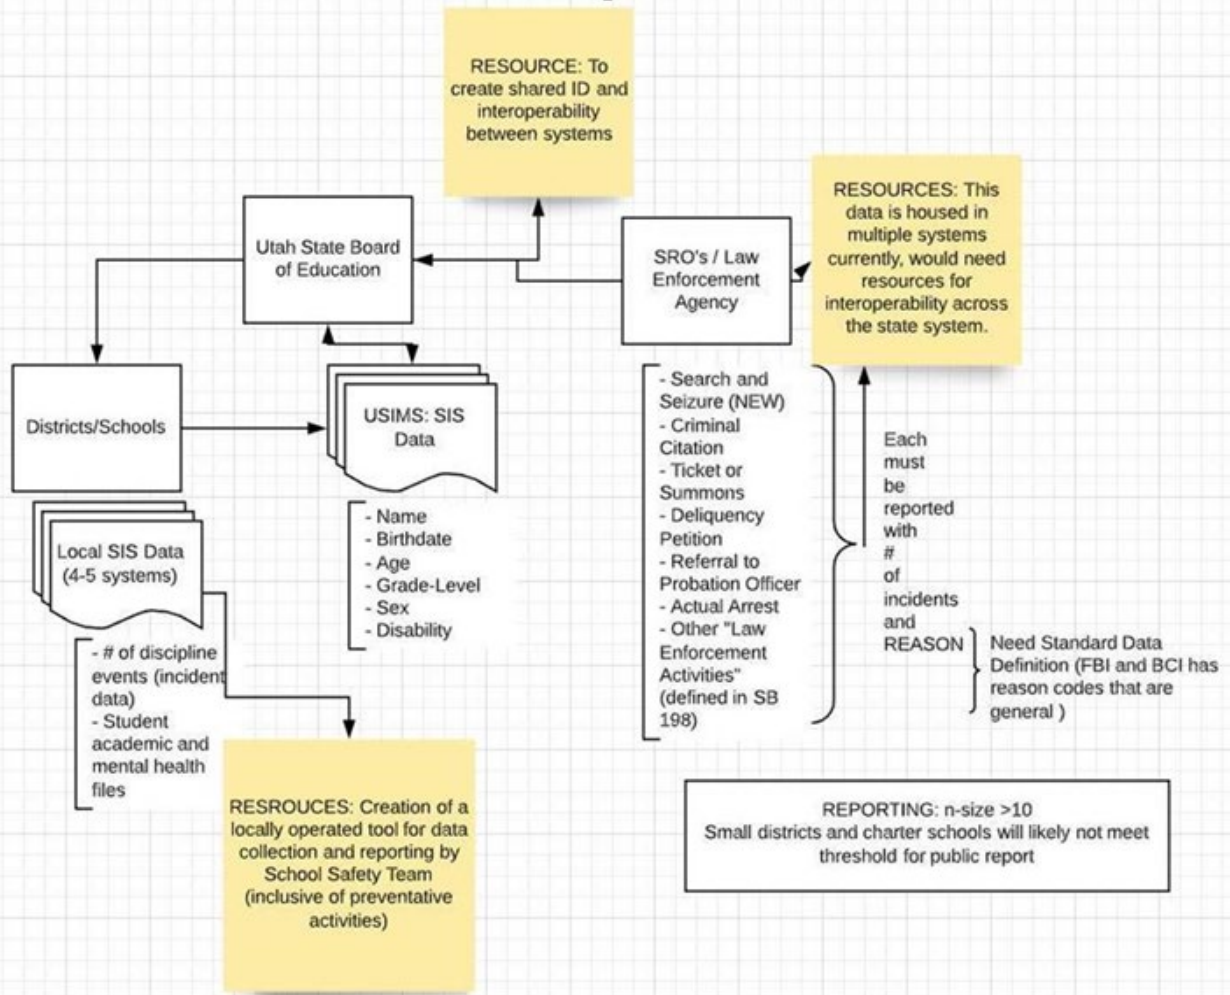 RESOURCE: To
create shared ID and
interoperability
between systems
RESOURCES: This
data is housed in
multiple systems
currently, would need
resources for
interoperability across
the state system.
Utah State Board
of Education
SRO's / Law
Enforcement
Agency
Districts/Schools
USIMS: SIS
Data
- Search and
Seizure (NEW)
- Criminal
Citation
- Ticket or
Summons
- Deliquency
Petition
- Referral to
Probation Officer
- Actual Arrest
- Other "Law
Enforcement
Activities"
(defined in SB
198)
Each
must
be
reported
with
#
of
incidents
and
REASON
Need Standard Data
Definition (FBI and BCI has
reason codes that are
general )
Local SIS Data
(4-5 systems)
- Name
- Birthdate
- Age
- Grade-Level
- Sex
- Disability
- # of discipline
events (incident
data)
- Student
academic and
mental health
files
RESROUCES: Creation of a
locally operated tool for data
collection and reporting by
School Safety Team
(inclusive of preventative
activities)
REPORTING: n-size >10
Small districts and charter schools will likely not meet
threshold for public report